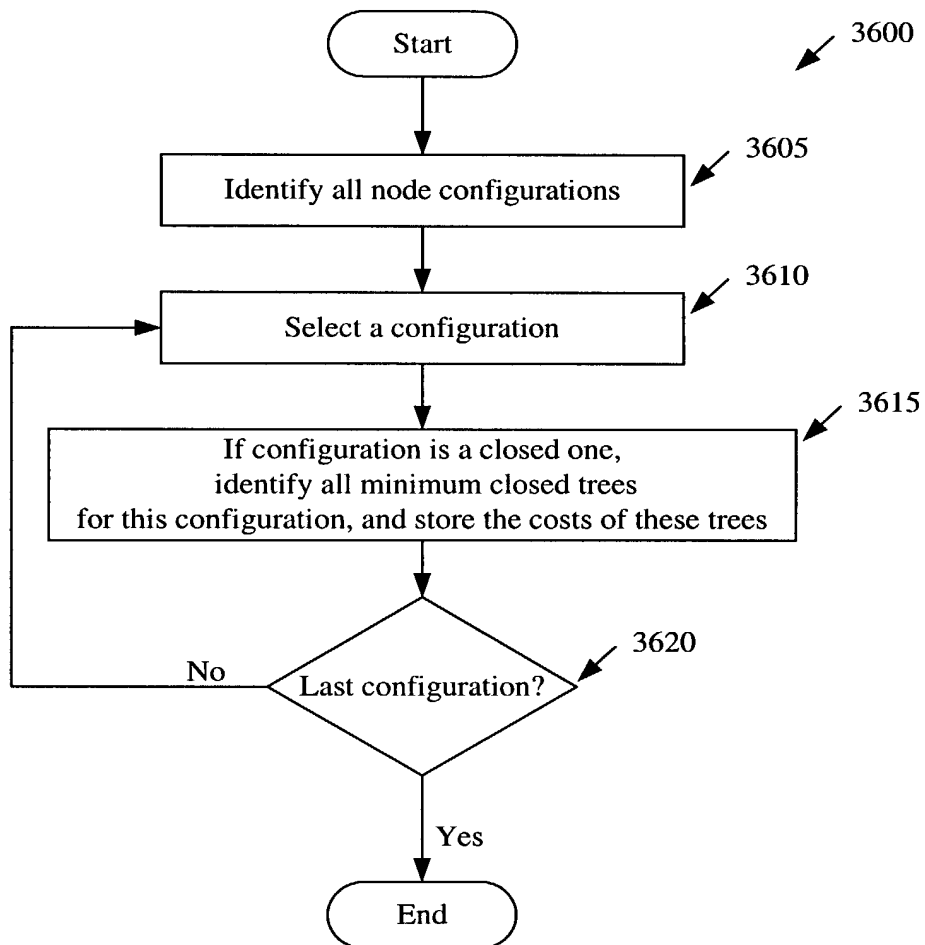 Start
3600
3605
Identify all node configurations
3610
Select a configuration
3615
If configuration is a closed one,
identify all minimum closed trees
for this configuration, and store the costs of these trees
3620
No
Last configuration?
Yes
End